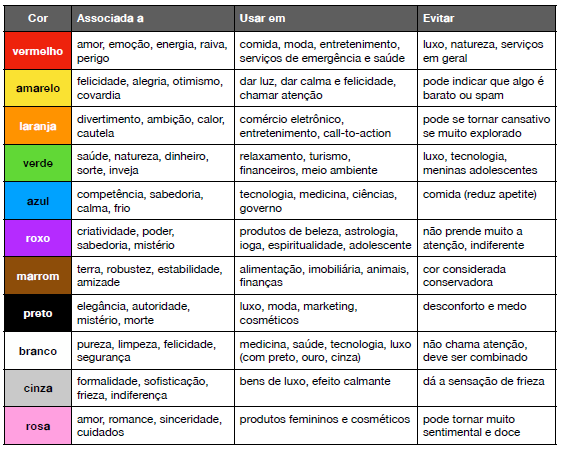 Cor Associada a Usar em Evitar
vermelho amor, emoção, energia, raiva, comida, moda, entretenimento, luxo, natureza, serviços
perigo serviços de emergência e saúde em geral
amarelo felicidade, alegria, otimismo, dar luz, dar calma e felicidade, pode indicar que algo é
covardia chamar atenção barato ou spam
laranja divertimento, ambição, calor, comércio eletrônico, pode se tornar cansativo
cautela entretenimento, call-to-action se muito explorado
verde saúde, natureza, dinheiro, relaxamento, turismo, luxo, tecnologia,
sorte, inveja financeiros, meio ambiente meninas adolescentes
azul competência, sabedoria, tecnologia, medicina, ciências, comida (reduz apetite)
calma, frio governo
roxo criatividade, poder, produtos de beleza, astrologia, não prende muito a
sabedoria, mistério ioga, espiritualidade, adolescente atenção, indiferente
marrom terra, robustez, estabilidade, alimentação, imobiliária, animais, cor considerada
amizade finanças conservadora
preto elegância, autoridade, luxo, moda, marketing, desconforto e medo
mistério, morte cosméticos
branco pureza, limpeza, felicidade, medicina, saúde, tecnologia, luxo não chama atenção,
segurança (com preto, ouro, cinza) deve ser combinado
cinza formalidade, sofisticação, bens de luxo, efeito calmante dá a sensação de frieza
frieza, indiferença
rosa amor, romance, sinceridade, produtos femininos e cosméticos pode tornar muito
cuidados sentimental e doce